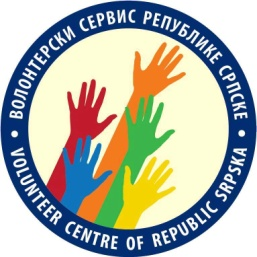 ВОЛОНТЕРСКИ СЕРВИС РЕПУБЛИКЕ СРПСКЕ
VOLUNTEER CENTRE OF REPUBLIC SRPSKA